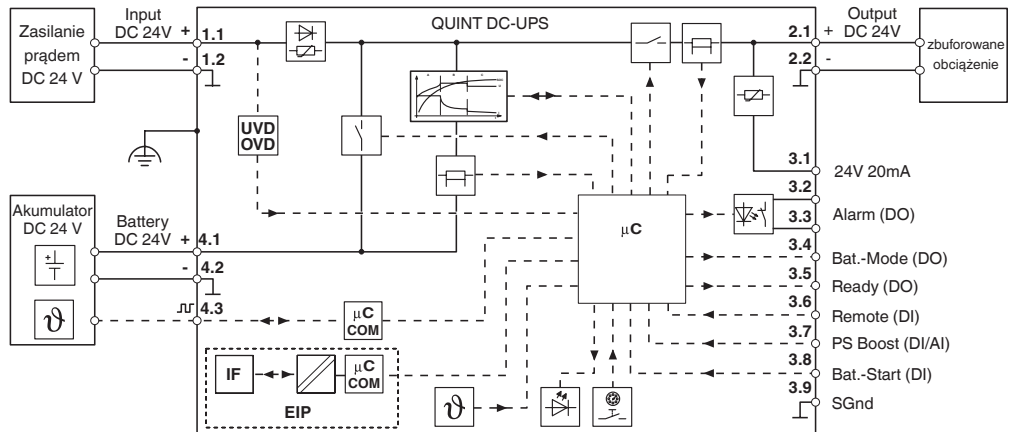 Zasilanie
prądem
DC 24 V
Input
DC 24V
+
-
1.1
1.2
QUINT DC-UPS
Output
DC 24V
2.1
2.2
+
-
zbuforowane
obciążenie
UVD
OVD
3.1
24V 20mA
3.2
3.3
Alarm (DO)
µC
3.4
Bat.-Mode (DO)
3.5
Ready (DO)
3.6
Remote (DI)
3.7
PS Boost (DI/AI)
3.8
Bat.-Start (DI)
3.9
SGnd
Akumulator
DC 24 V
+
ϑ
Battery
DC 24V
+ 4.1
- 4.2
4.3
µC
COM
IF
µC
COM
EIP
ϑ